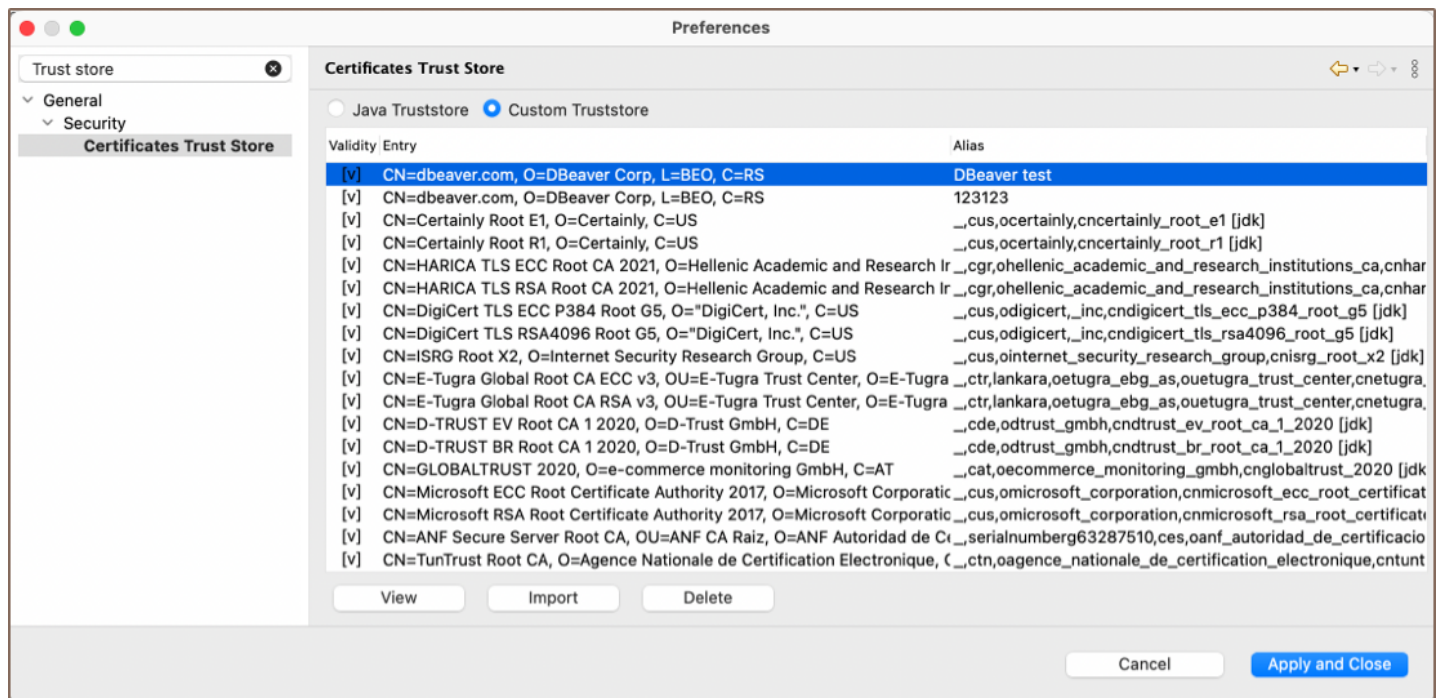 Preferences
Trust store
General
Security
Certificates Trust Store
Certificates Trust Store
Java Truststore Custom Truststore
Validity Entry Alias
[v] CN=dbeaver.com, O=DBeaver Corp, L=BEO, C=RS DBeaver test
[v] CN=dbeaver.com, O=DBeaver Corp, L=BEO, C=RS 123123
[v] CN=Certainly Root E1, O=Certainly, C=US _,cus,ocertainly,cncertainly_root_e1 [jdk]
[v] CN=Certainly Root R1, O=Certainly, C=US _,cus,ocertainly,cncertainly_root_r1 [jdk]
[v] CN=HARICA TLS ECC Root CA 2021, O=Hellenic Academic and Research Ir _,cgr,ohellenic_academic_and_research_institutions_ca,cnhar
[v] CN=HARICA TLS RSA Root CA 2021, O=Hellenic Academic and Research Ir _,cgr,ohellenic_academic_and_research_institutions_ca,cnhar
[v] CN=DigiCert TLS ECC P384 Root G5, O="DigiCert, Inc.", C=US _,cus,odigicert,_inc,cndigicert_tls_ecc_p384_root_g5 [jdk]
[v] CN=DigiCert TLS RSA4096 Root G5, O="DigiCert, Inc.", C=US _,cus,odigicert,_inc,cndigicert_tls_rsa4096_root_g5 [jdk]
[v] CN=ISRG Root X2, O=Internet Security Research Group, C=US _,cus,ointernet_security_research_group,cnisrg_root_x2 [jdk]
[v] CN=E-Tugra Global Root CA ECC v3, OU=E-Tugra Trust Center, O=E-Tugra _,ctr,lankara,oetugra_ebg_as,ouetugra_trust_center,cnetugra_
[v] CN=E-Tugra Global Root CA RSA v3, OU=E-Tugra Trust Center, O=E-Tugra _,ctr,lankara,oetugra_ebg_as,ouetugra_trust_center,cnetugra_
[v] CN=D-TRUST EV Root CA 1 2020, O=D-Trust GmbH, C=DE _,cde,odtrust_gmbh,cndtrust_ev_root_ca_1_2020 [jdk]
[v] CN=D-TRUST BR Root CA 1 2020, O=D-Trust GmbH, C=DE _,cde,odtrust_gmbh,cndtrust_br_root_ca_1_2020 [jdk]
[v] CN=GLOBALTRUST 2020, O=e-commerce monitoring GmbH, C=AT _,cat,oecommerce_monitoring_gmbh,cnglobaltrust_2020 [jdk
[v] CN=Microsoft ECC Root Certificate Authority 2017, O=Microsoft Corporatic _,cus,omicrosoft_corporation,cnmicrosoft_ecc_root_certificat
[v] CN=Microsoft RSA Root Certificate Authority 2017, O=Microsoft Corporatic _,cus,omicrosoft_corporation,cnmicrosoft_rsa_root_certificat
[v] CN=ANF Secure Server Root CA, OU=ANF CA Raiz, O=ANF Autoridad de Ce _,serialnumberg63287510,ces,oanf_autoridad_de_certificacio
[v] CN=TunTrust Root CA, O=Agence Nationale de Certification Electronique, ( _,ctn,oagence_nationale_de_certification_electronique,cntunt
View Import Delete
Cancel Apply and Close